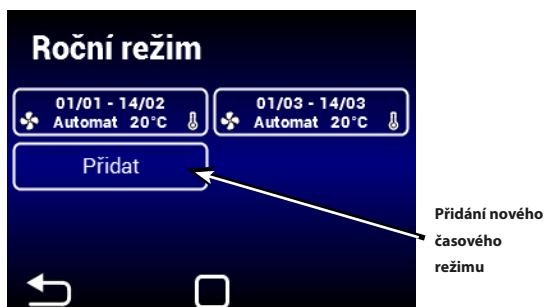 Roční režim
01/01 - 14/02
Automat 20°C
01/03 - 14/03
Automat 20°C
Přidat
Přidání nového
časového
režimu